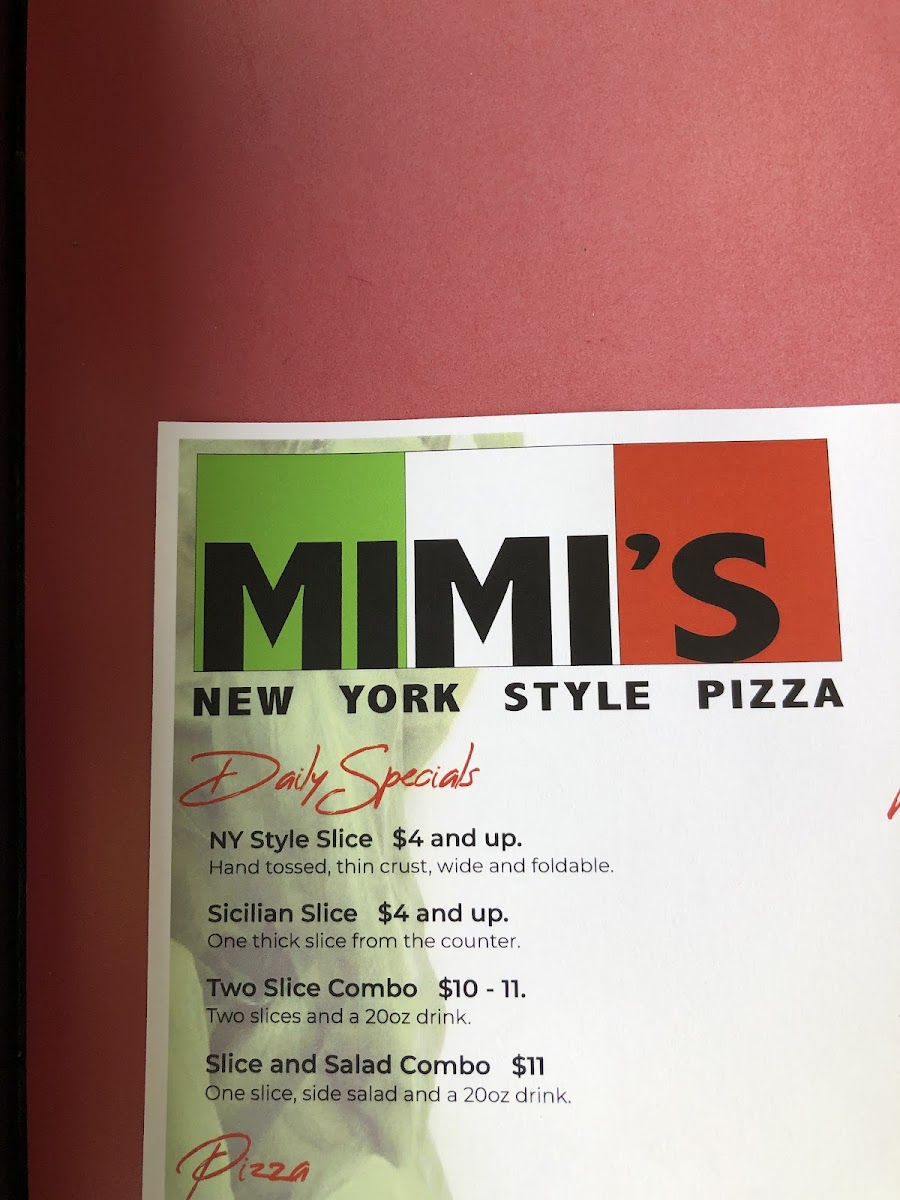 MIMI'S
NEW YORK STYLE PIZZA
Daily Specials
NY Style Slice $4 and up.
Hand tossed, thin crust, wide and foldable.
Sicilian Slice $4 and up.
One thick slice from the counter.
Two Slice Combo $10 - 11.
Two slices and a 20oz drink.
Slice and Salad Combo $11
One slice, side salad and a 20oz drink.
Pizza